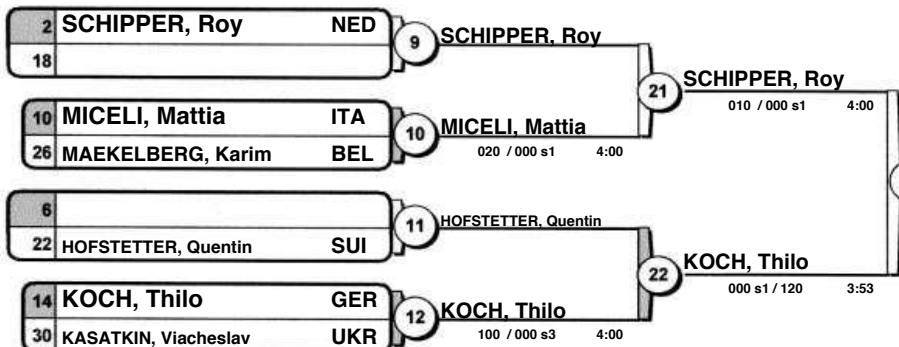 2 SCHIPPER, Roy NED
18
9
SCHIPPER, Roy
10 MICELI, Mattia ITA
26 MAEKELBERG, Karim BEL
10
MICELI, Mattia
020 / 000 s1 4:00
21
SCHIPPER, Roy
010 / 000 s1 4:00
6
22 HOFSTETTER, Quentin SUI
11
HOFSTETTER, Quentin
14 KOCH, Thilo GER
30 KASATKIN, Viacheslav UKR
12
KOCH, Thilo
100 / 000 s3 4:00
22
KOCH, Thilo
000 s1 / 120 3:53